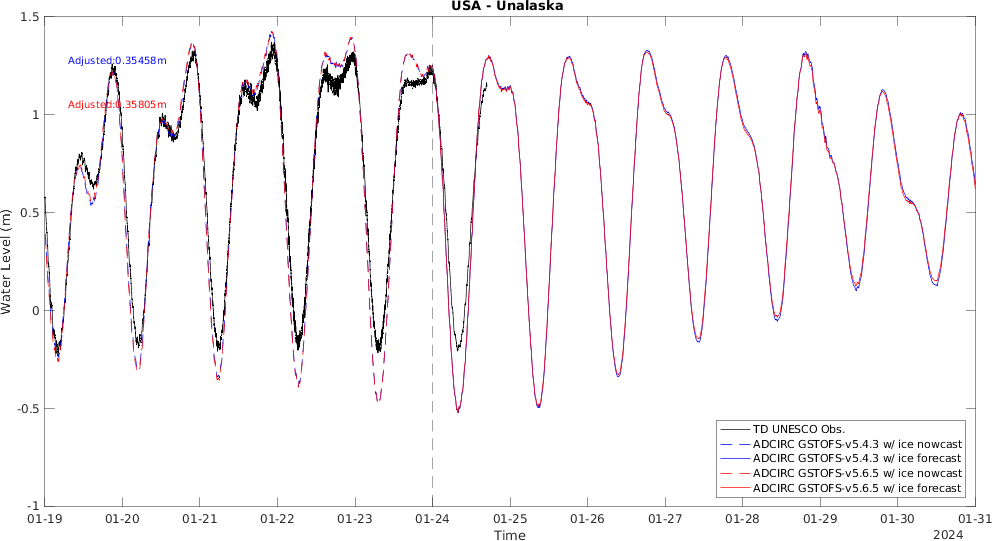 USA - Unalaska
1.5
1
0.5
0
-0.5
-1
Water Level (m)
Adjusted:0.35458m
Adjusted:0.35805m
TD UNESCO Obs.
ADCIRC GSTOFS-v5.4.3 w/ ice nowcast
ADCIRC GSTOFS-v5.4.3 w/ ice forecast
ADCIRC GSTOFS-v5.6.5 w/ ice nowcast
ADCIRC GSTOFS-v5.6.5 w/ ice forecast
01-19 01-20 01-21 01-22 01-23 01-24 01-25 01-26 01-27 01-28 01-29 01-30 01-31
Time
2024